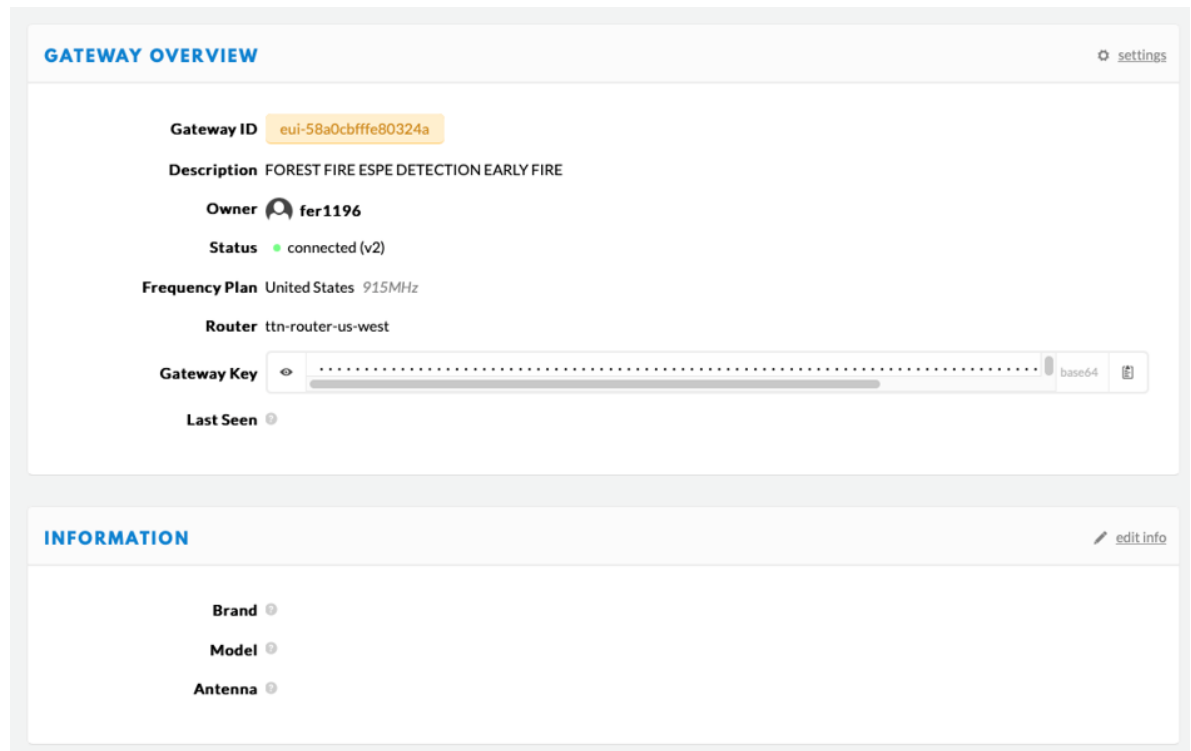 GATEWAY OVERVIEW settings
Gateway ID eui-58a0cbfffe80324a
Description FOREST FIRE ESPE DETECTION EARLY FIRE
Owner fer1196
Status connected (v2)
Frequency Plan United States 915MHz
Router ttn-router-us-west
Gateway Key base64
Last Seen
INFORMATION edit info
Brand
Model
Antenna